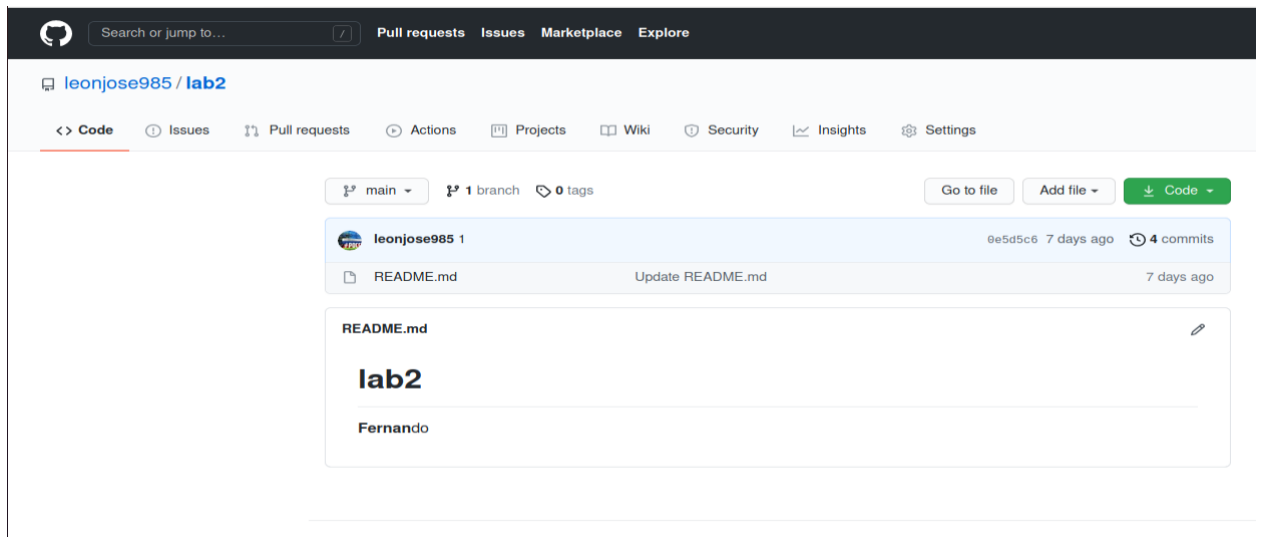 Search or jump to... / Pull requests Issues Marketplace Explore
leonjose985 / lab2
<> Code Issues Pull requests Actions Projects Wiki Security Insights Settings
main 1 branch 0 tags Go to file Add file Code
leonjose985 1 0e5d5c6 7 days ago 4 commits
README.md Update README.md 7 days ago
README.md
lab2
Fernando